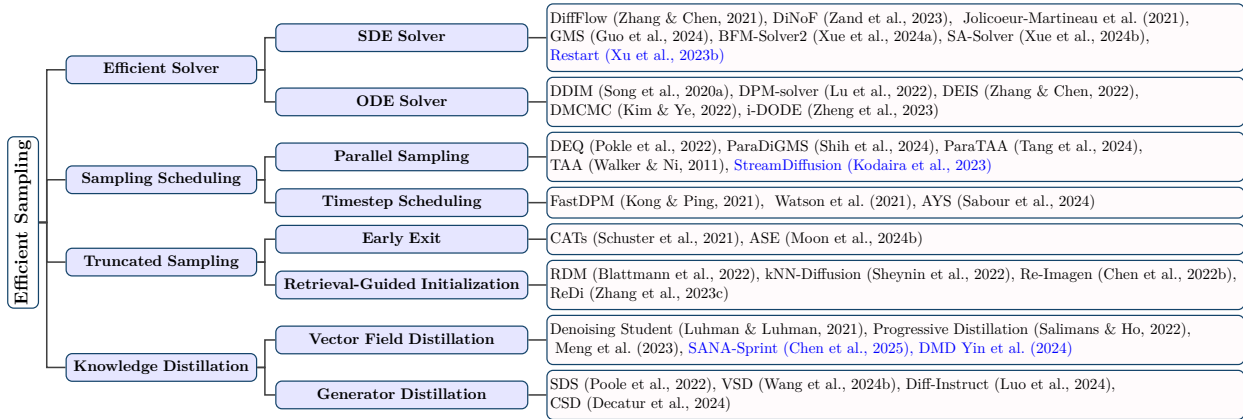 Efficient Sampling
Efficient Solver
SDE Solver
DiffFlow (Zhang & Chen, 2021), DiNoF (Zand et al., 2023), Jolicoeur-Martineau et al. (2021),
GMS (Guo et al., 2024), BFM-Solver2 (Xue et al., 2024a), SA-Solver (Xue et al., 2024b),
Restart (Xu et al., 2023b)
ODE Solver
DDIM (Song et al., 2020a), DPM-solver (Lu et al., 2022), DEIS (Zhang & Chen, 2022),
DMCMC (Kim & Ye, 2022), i-DODE (Zheng et al., 2023)
Sampling Scheduling
Parallel Sampling
DEQ (Pokle et al., 2022), ParaDiGMS (Shih et al., 2024), ParaTAA (Tang et al., 2024),
TAA (Walker & Ni, 2011), StreamDiffusion (Kodaira et al., 2023)
Timestep Scheduling
FastDPM (Kong & Ping, 2021), Watson et al. (2021), AYS (Sabour et al., 2024)
Truncated Sampling
Early Exit
CATs (Schuster et al., 2021), ASE (Moon et al., 2024b)
Retrieval-Guided Initialization
RDM (Blattmann et al., 2022), kNN-Diffusion (Sheynin et al., 2022), Re-Imagen (Chen et al., 2022b),
ReDi (Zhang et al., 2023c)
Knowledge Distillation
Vector Field Distillation
Denoising Student (Luhman & Luhman, 2021), Progressive Distillation (Salimans & Ho, 2022),
Meng et al. (2023), SANA-Sprint (Chen et al., 2025), DMD Yin et al. (2024)
Generator Distillation
SDS (Poole et al., 2022), VSD (Wang et al., 2024b), Diff-Instruct (Luo et al., 2024),
CSD (Decatur et al., 2024)